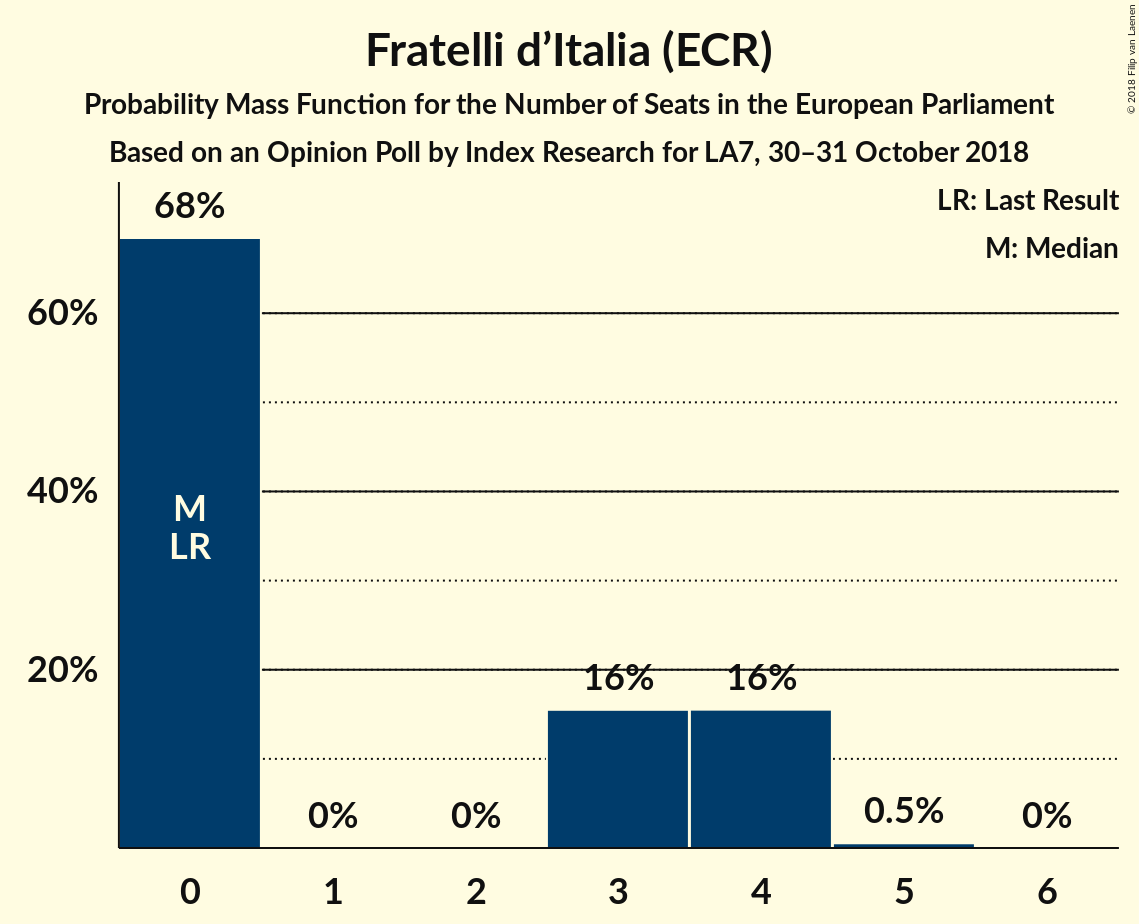 Fratelli d’Italia (ECR)
Probability Mass Function for the Number of Seats in the European Parliament
Based on an Opinion Poll by Index Research for LA7, 30–31 October 2018
© 2018 Filip van Laenen
LR: Last Result
M: Median
68%
60%
40%
20%
M
LR
0%
0%
16%
16%
0.5%
0%
0
1
2
3
4
5
6